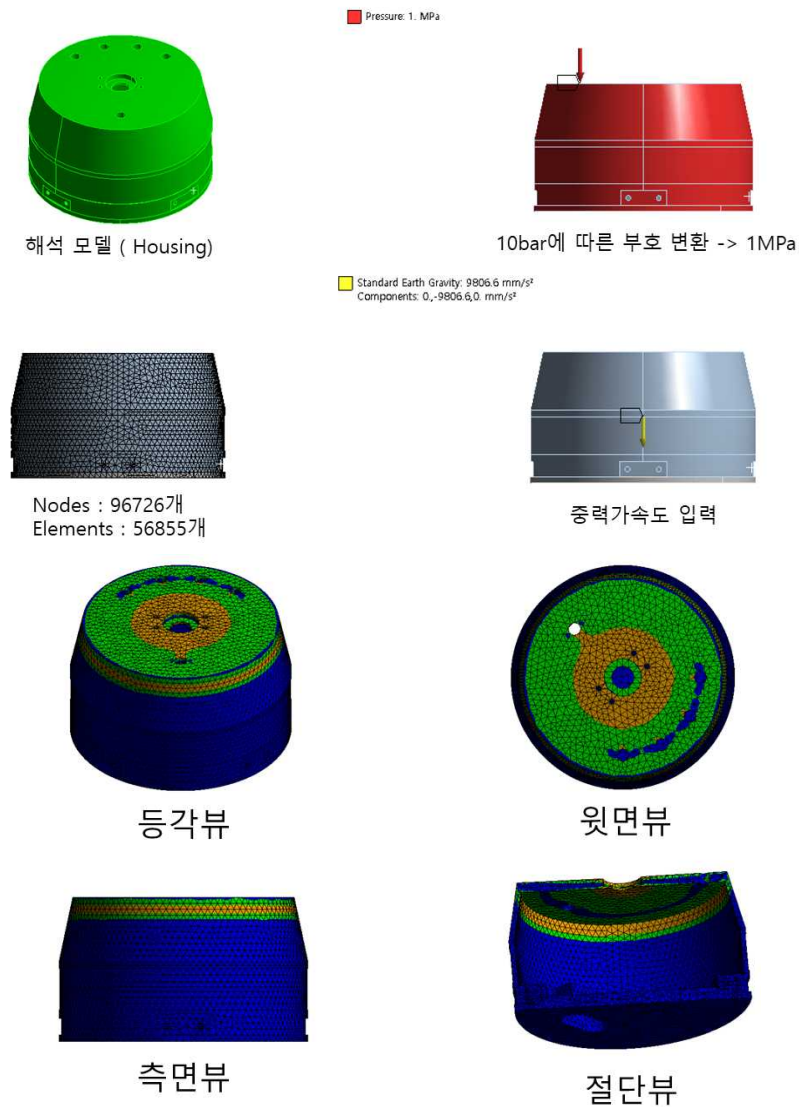 Pressure: 1. MPa
해석 모델 ( Housing)
10bar에 따른 부호 변환 -> 1MPa
Standard Earth Gravity: 9806.6 mm/s²
Components: 0.,-9806.6,0. mm/s²
Nodes : 96726개
Elements : 56855개
중력가속도 입력
등각뷰
윗면뷰
측면뷰
절단뷰